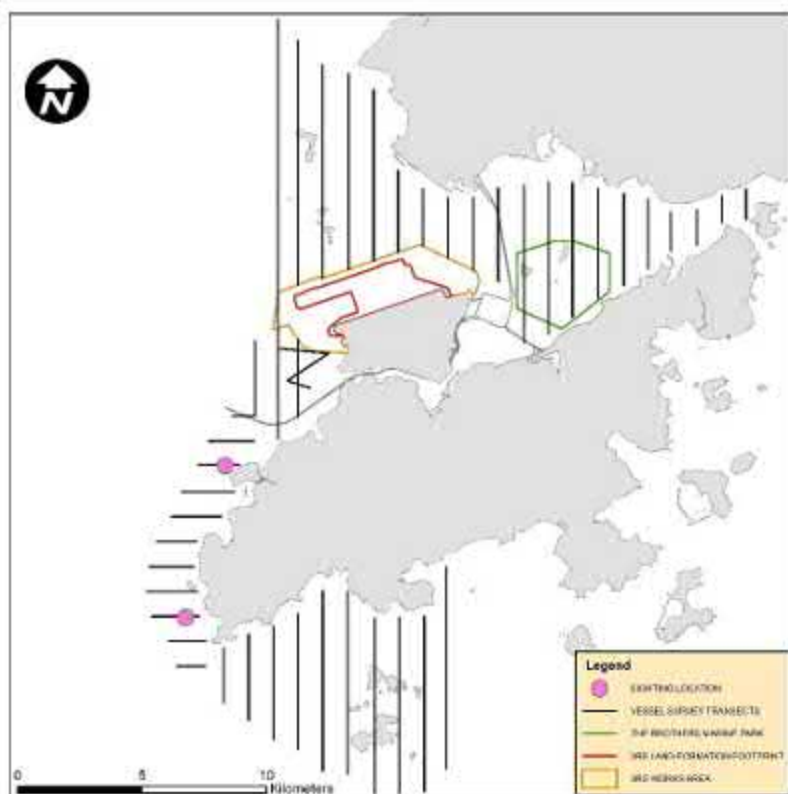 N
Legend
SIGHTING LOCATION
VESSEL SURVEY TRANSECTS
THE BROTHERS MARINE PARK
3RS LAND-FORMATION FOOTPRINT
3RS WORKS AREA
0 5 10
Kilometers